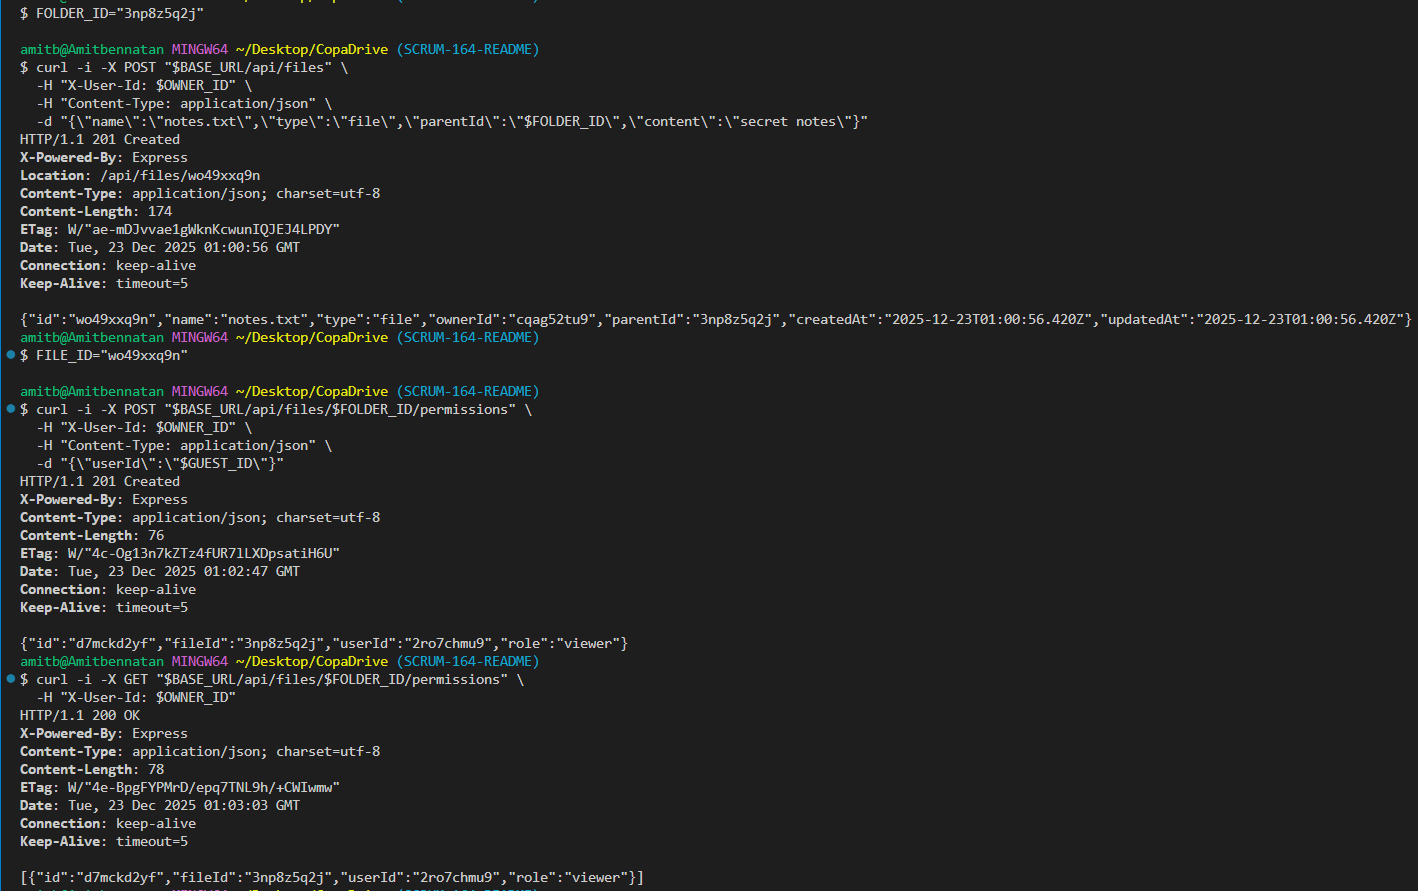 $ FOLDER_ID="3np8z5q2j"
amitb@Amitbennatan MINGW64 ~/Desktop/CopaDrive (SCRUM-164-README)
$ curl -i -X POST "$BASE_URL/api/files" \
-H "X-User-Id: $OWNER_ID" \
-H "Content-Type: application/json" \
-d "{\"name\":\"notes.txt\",\"type\":\"file\",\"parentId\":\"$FOLDER_ID\",\"content\":\"secret notes\"}"
HTTP/1.1 201 Created
X-Powered-By: Express
Location: /api/files/wo49xxq9n
Content-Type: application/json; charset=utf-8
Content-Length: 174
ETag: W/"ae-mDJvvae1gWknKcwunIQJEJ4LPDY"
Date: Tue, 23 Dec 2025 01:00:56 GMT
Connection: keep-alive
Keep-Alive: timeout=5
{"id":"wo49xxq9n","name":"notes.txt","type":"file","ownerId":"cqag52tu9","parentId":"3np8z5q2j","createdAt":"2025-12-23T01:00:56.420Z","updatedAt":"2025-12-23T01:00:56.420Z"}
amitb@Amitbennatan MINGW64 ~/Desktop/CopaDrive (SCRUM-164-README)
$ FILE_ID="wo49xxq9n"
amitb@Amitbennatan MINGW64 ~/Desktop/CopaDrive (SCRUM-164-README)
$ curl -i -X POST "$BASE_URL/api/files/$FOLDER_ID/permissions" \
-H "X-User-Id: $OWNER_ID" \
-H "Content-Type: application/json" \
-d "{\"userId\":\"$GUEST_ID\"}"
HTTP/1.1 201 Created
X-Powered-By: Express
Content-Type: application/json; charset=utf-8
Content-Length: 76
ETag: W/"4c-Og13n7kZTz4fUR7lLXDpsatiH6U"
Date: Tue, 23 Dec 2025 01:02:47 GMT
Connection: keep-alive
Keep-Alive: timeout=5
{"id":"d7mckd2yf","fileId":"3np8z5q2j","userId":"2ro7chmu9","role":"viewer"}
amitb@Amitbennatan MINGW64 ~/Desktop/CopaDrive (SCRUM-164-README)
$ curl -i -X GET "$BASE_URL/api/files/$FOLDER_ID/permissions" \
-H "X-User-Id: $OWNER_ID"
HTTP/1.1 200 OK
X-Powered-By: Express
Content-Type: application/json; charset=utf-8
Content-Length: 78
ETag: W/"4e-BpgFYPMrD/epq7TNL9h/+CWIwmw"
Date: Tue, 23 Dec 2025 01:03:03 GMT
Connection: keep-alive
Keep-Alive: timeout=5
[{"id":"d7mckd2yf","fileId":"3np8z5q2j","userId":"2ro7chmu9","role":"viewer"}]